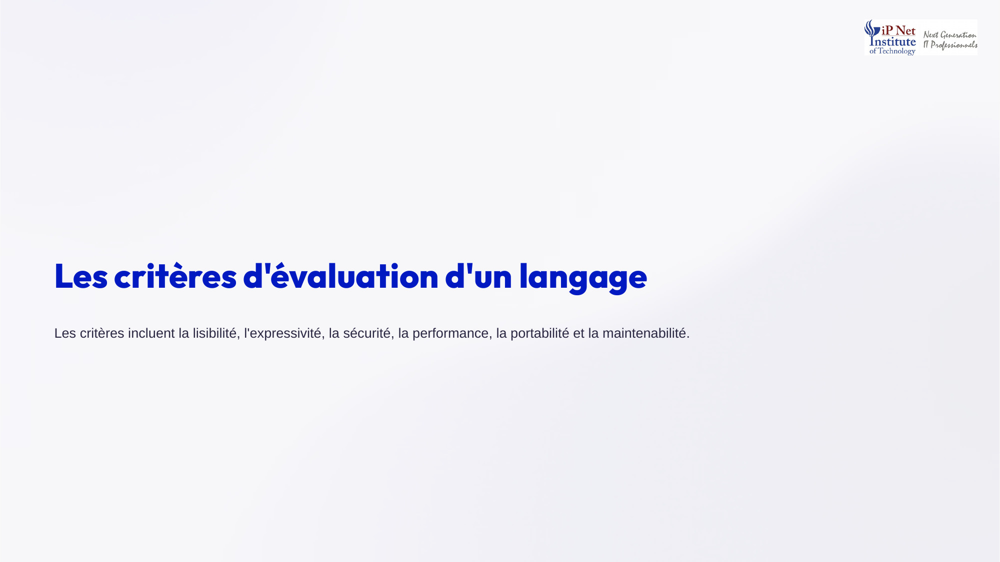 iP Net
Institute
of Technology
Next Generation
IT Professionnels
Les critères d'évaluation d'un langage
Les critères incluent la lisibilité, l'expressivité, la sécurité, la performance, la portabilité et la maintenabilité.